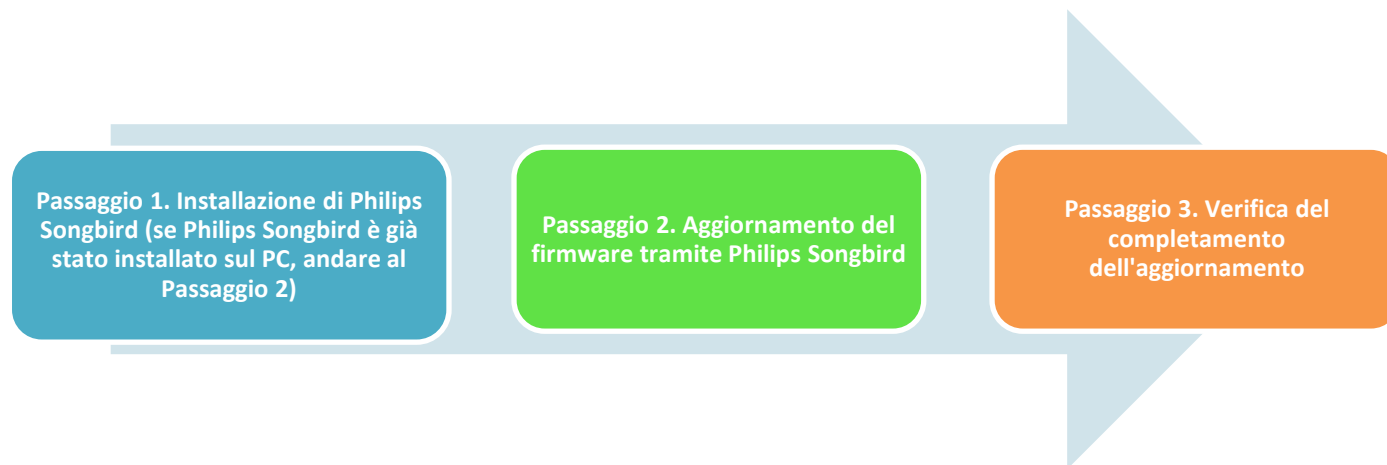 Passaggio 1. Installazione di Philips
Songbird (se Philips Songbird è già
stato installato sul PC, andare al
Passaggio 2)
Passaggio 2. Aggiornamento del
firmware tramite Philips Songbird
Passaggio 3. Verifica del
completamento
dell'aggiornamento